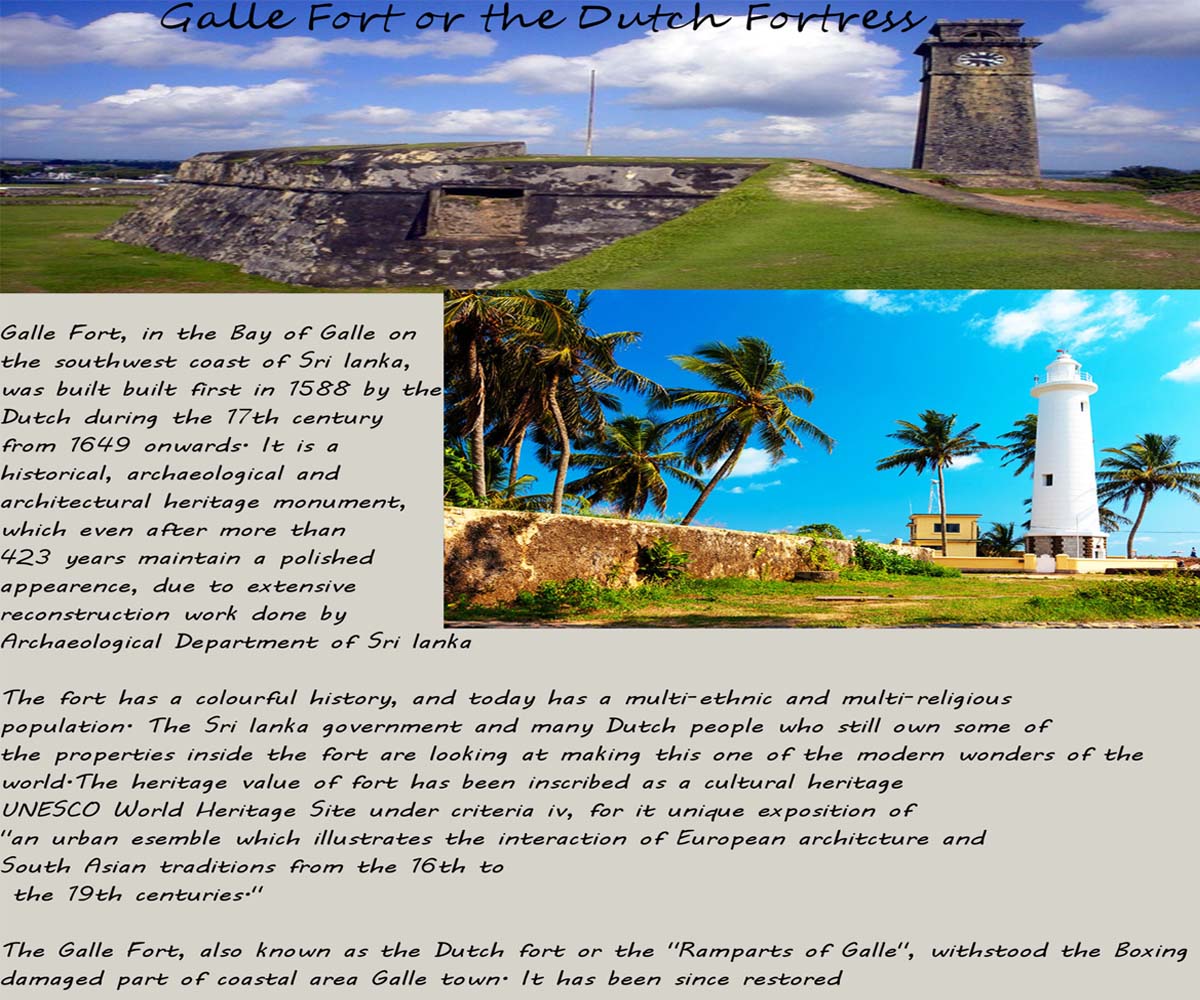 Galle Fort or the Dutch Fortress
Galle Fort, in the Bay of Galle on
the southwest coast of Sri lanka,
was built built first in 1588 by the
Dutch during the 17th century
from 1649 onwards. It is a
historical, archaeological and
architectural heritage monument,
which even after more than
423 years maintain a polished
appearence, due to extensive
reconstruction work done by
Archaeological Department of Sri lanka
The fort has a colourful history, and today has a multi-ethnic and multi-religious
population. The Sri lanka government and many Dutch people who still own some of
the properties inside the fort are looking at making this one of the modern wonders of the
world.The heritage value of fort has been inscribed as a cultural heritage
UNESCO World Heritage Site under criteria iv, for it unique exposition of
"an urban esemble which illustrates the interaction of European architcture and
South Asian traditions from the 16th to
the 19th centuries."
The Galle Fort, also known as the Dutch fort or the "Ramparts of Galle", withstood the Boxing
damaged part of coastal area Galle town. It has been since restored